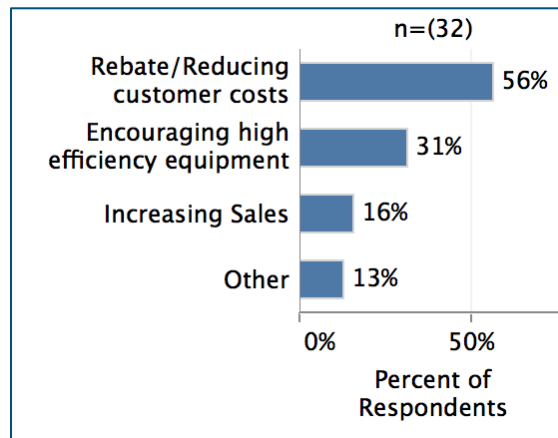 n=(32)
Rebate/Reducing
customer costs
56%
Encouraging high
efficiency equipment
31%
Increasing Sales
16%
Other
13%
0%
50%
Percent of
Respondents